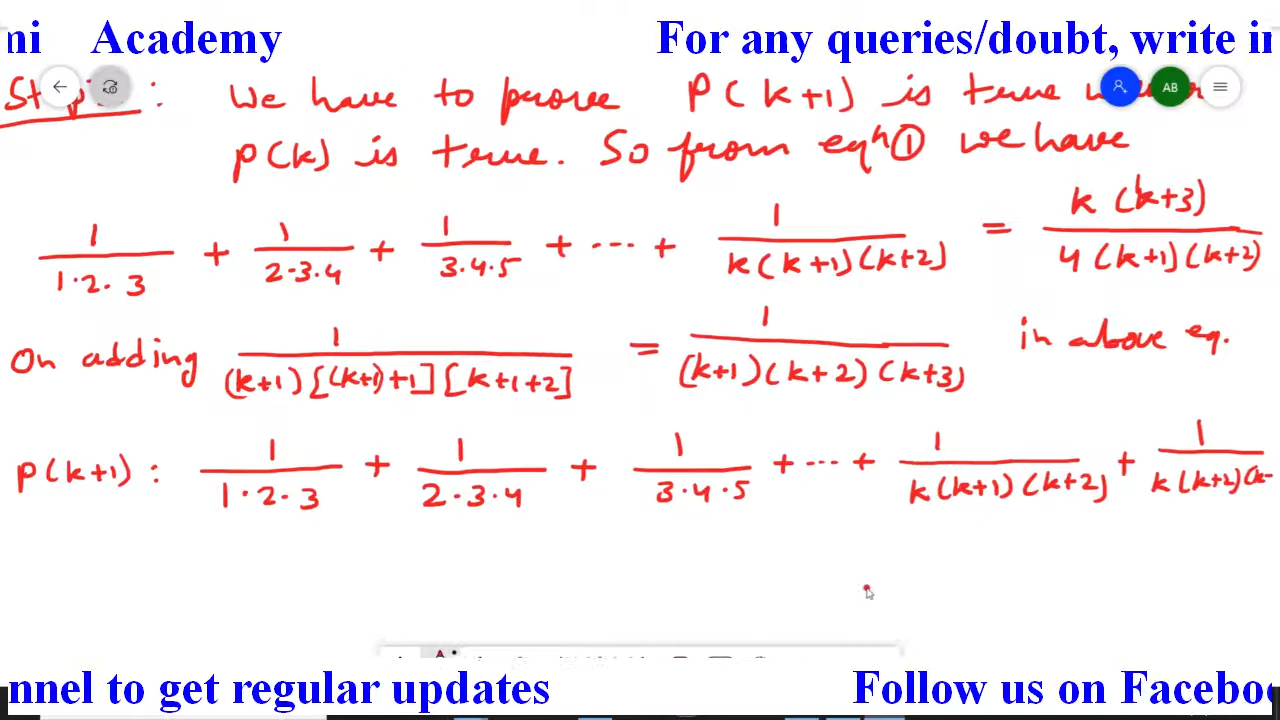 ni Academy For any queries/doubt, write in
We have to prove P(k+1) is true
P(k) is true. So from eqⁿ ① we have
1/(1·2·3) + 1/(2·3·4) + 1/(3·4·5) + ··· + 1/(k(k+1)(k+2)) = k(k+3)/(4(k+1)(k+2))
On adding 1/((k+1)[(k+1)+1][k+1+2]) = 1/((k+1)(k+2)(k+3)) in above eq.
P(k+1): 1/(1·2·3) + 1/(2·3·4) + 1/(3·4·5) + ··· + 1/(k(k+1)(k+2)) + 1/(k(k+2)(k-
AB
nnel to get regular updates Follow us on Faceboo